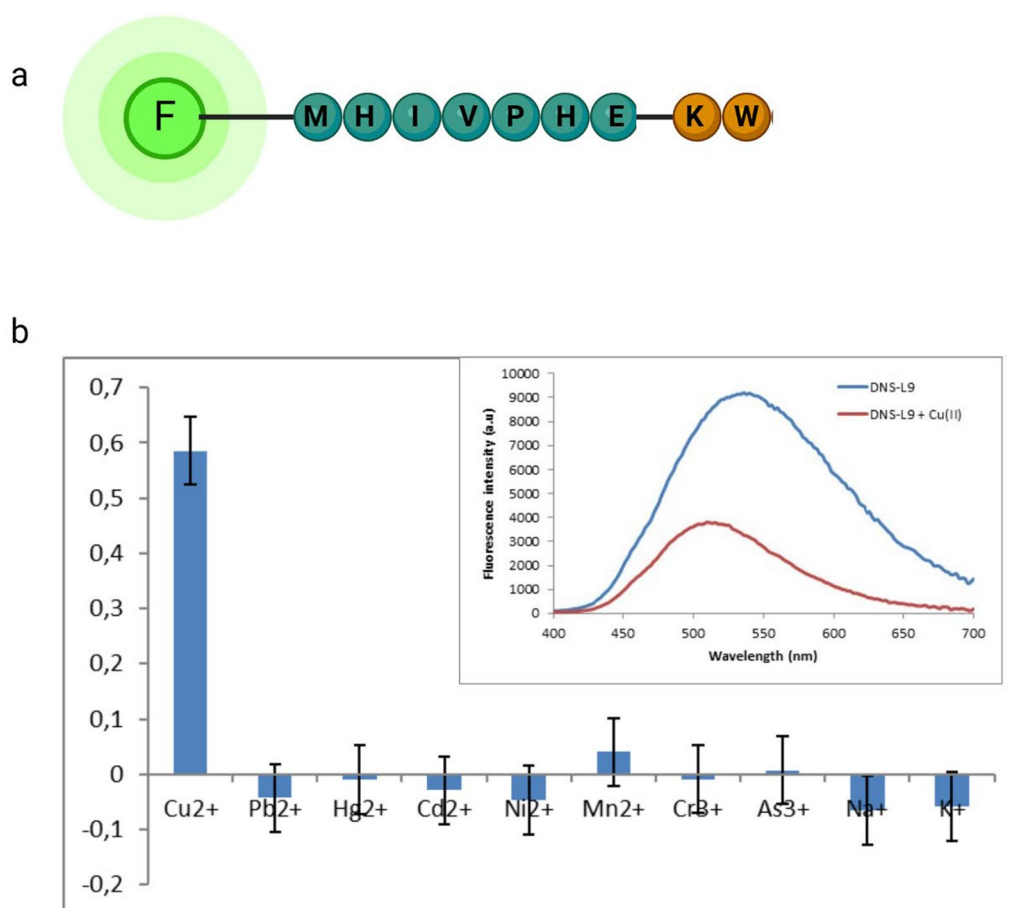 a
F M H I V P H E K W
b
10000
9000
8000
7000
6000
5000
4000
3000
2000
1000
0
Fluorescence intensity (a.u)
DNS-L9
DNS-L9 + Cu(II)
400 450 500 550 600 650 700
Wavelength (nm)
0,7
0,6
0,5
0,4
0,3
0,2
0,1
0
-0,1
-0,2
Cu2+ Pb2+ Hg2+ Cd2+ Ni2+ Mn2+ Cr3+ As3+ Na+ K+